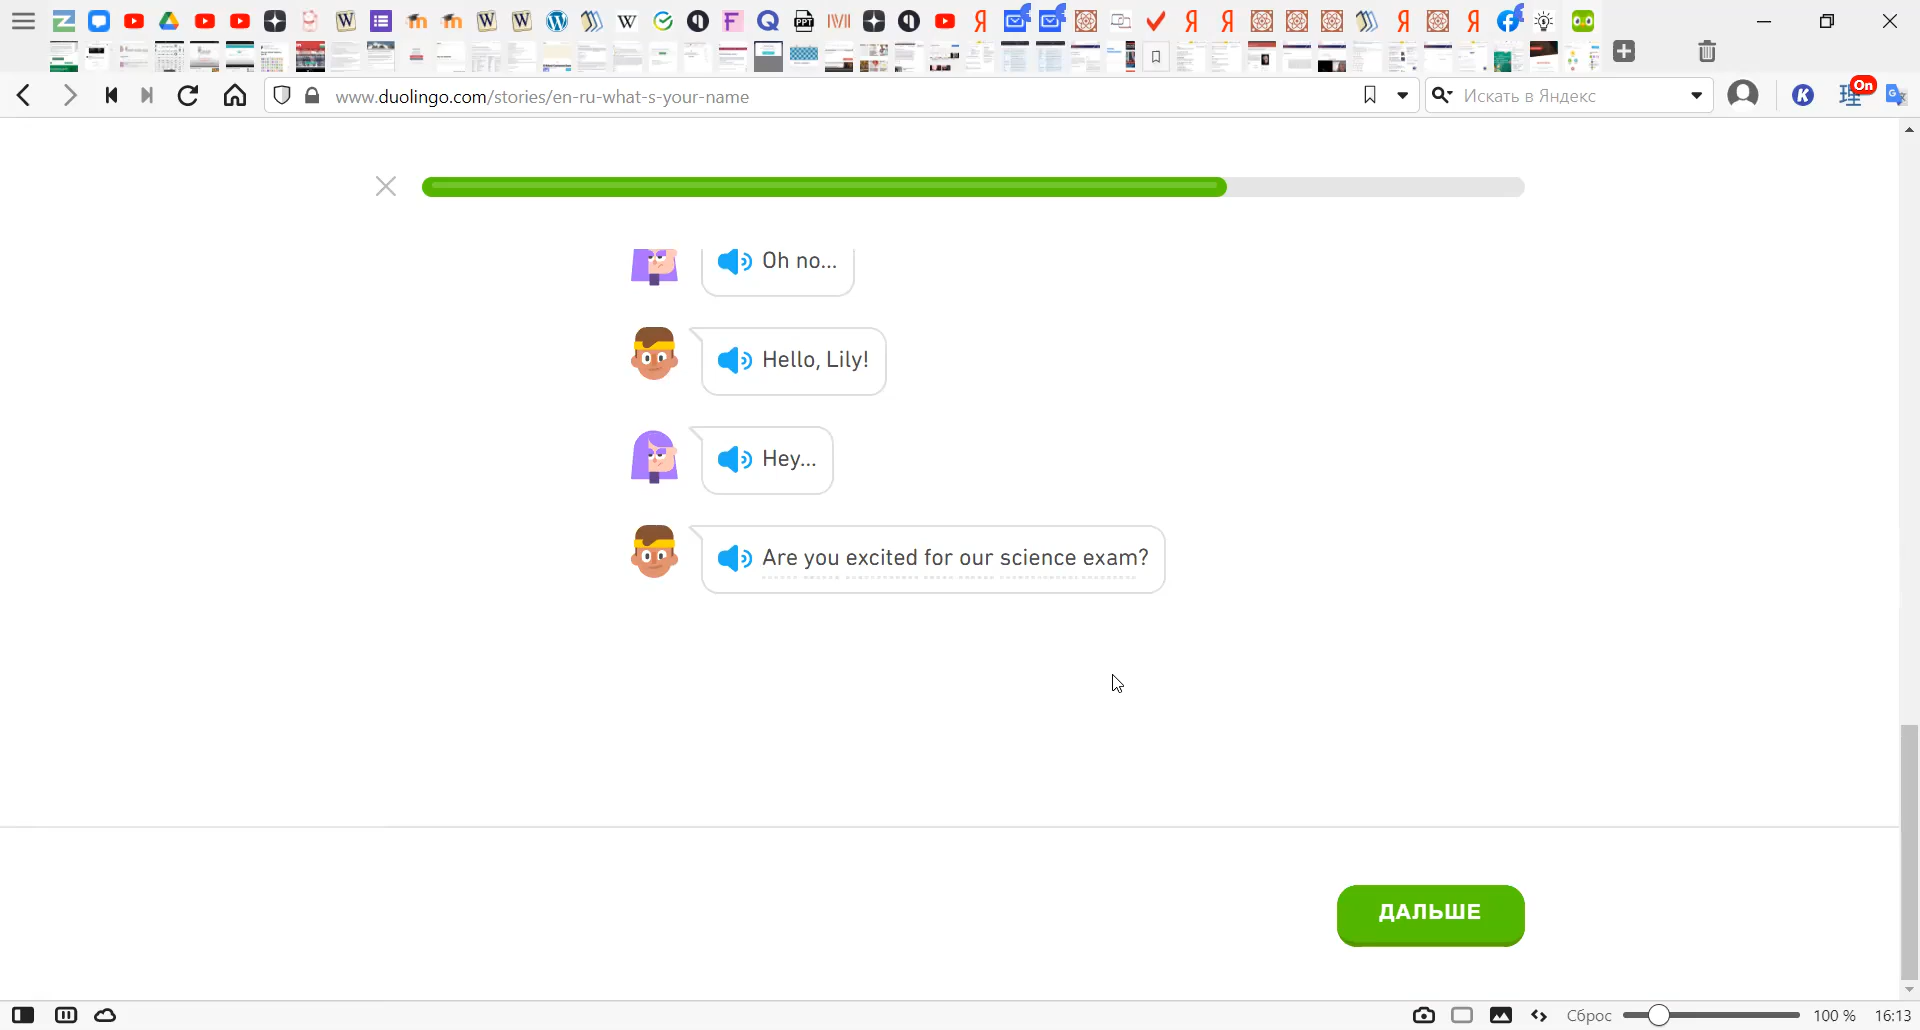 www.duolingo.com/stories/en-ru-what-s-your-name
Искать в Яндекс
On
Oh no...
Hello, Lily!
Hey...
Are you excited for our science exam?
ДАЛЬШЕ
Сброс
100 %
16:13